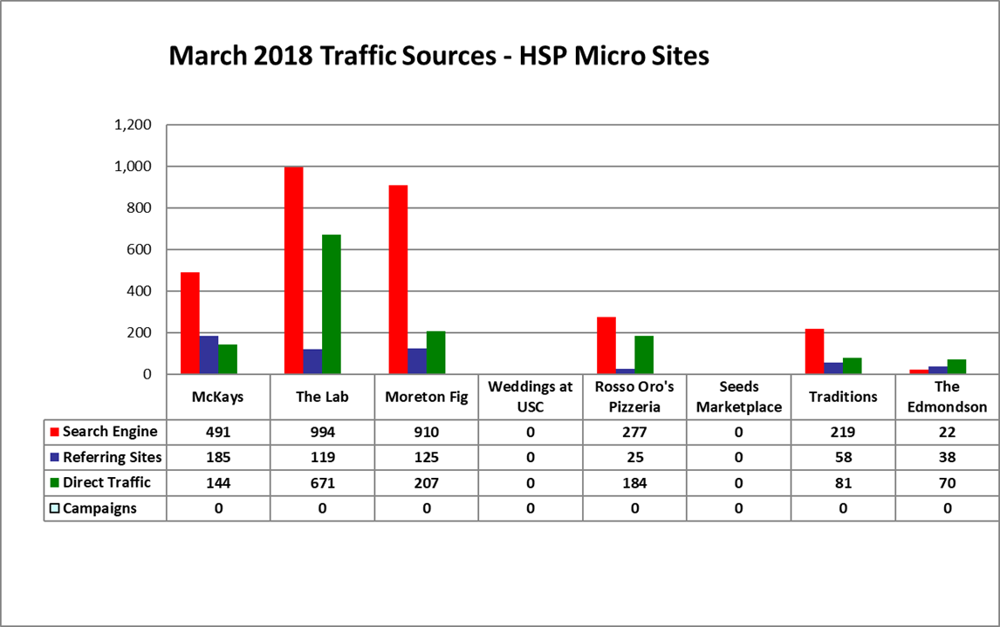 March 2018 Traffic Sources - HSP Micro Sites
1,200
1,000
800
600
400
200
0
McKays The Lab Moreton Fig Weddings at USC Rosso Oro's Pizzeria Seeds Marketplace Traditions The Edmondson
Search Engine 491 994 910 0 277 0 219 22
Referring Sites 185 119 125 0 25 0 58 38
Direct Traffic 144 671 207 0 184 0 81 70
Campaigns 0 0 0 0 0 0 0 0